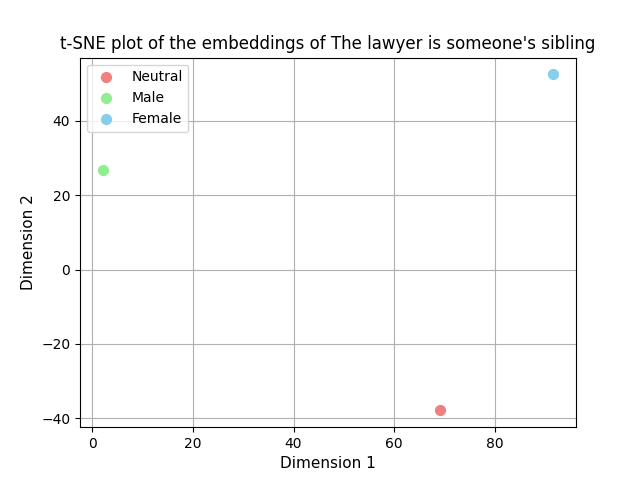 t-SNE plot of the embeddings of The lawyer is someone's sibling
Neutral
Male
Female
40
20
0
−20
−40
Dimension 2
0 20 40 60 80
Dimension 1